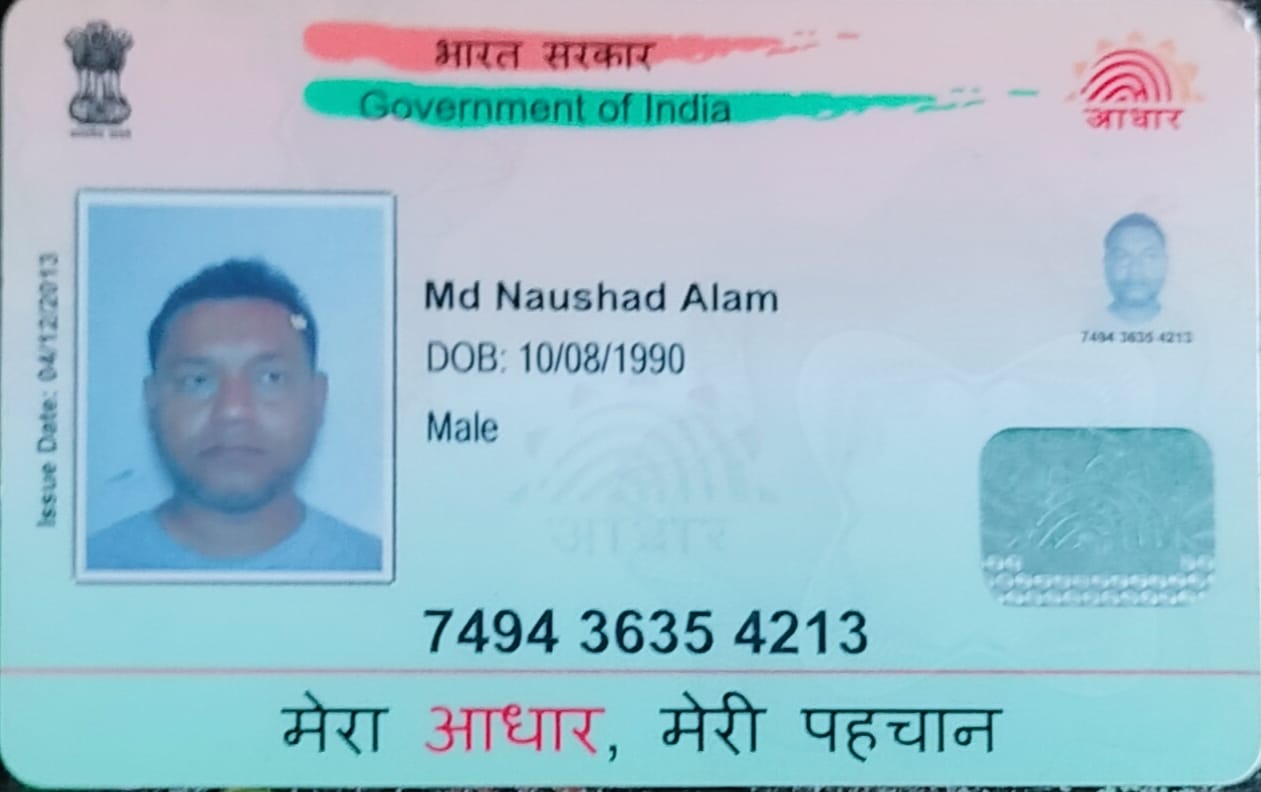 भारत सरकार
Government of India
आधार
Issue Date: 04/12/2013
Md Naushad Alam
DOB: 10/08/1990
Male
7494 3635 4213
आधार
7494 3635 4213
मेरा आधार, मेरी पहचान